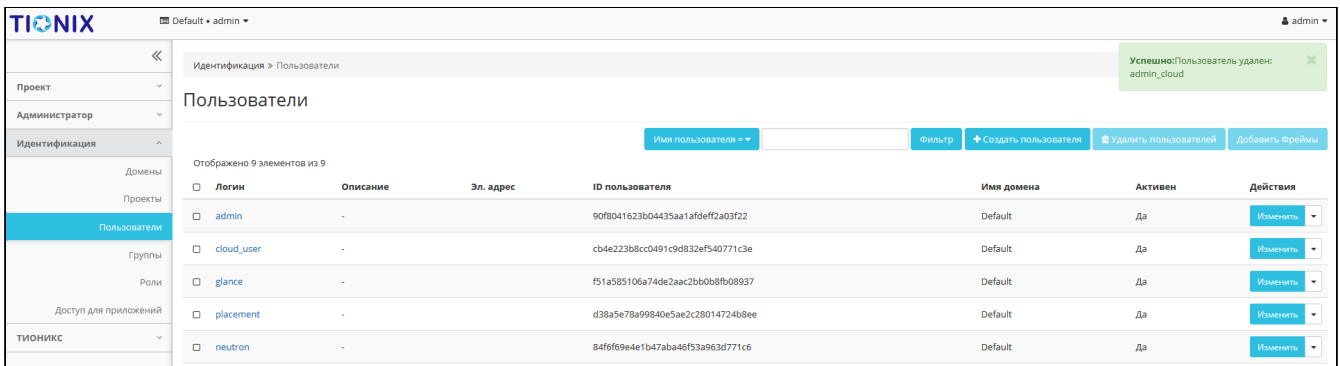 TIONIX
Default • admin
admin
Идентификация » Пользователи
Успешно:Пользователь удален:
admin_cloud
Проект
Администратор
Идентификация
Домены
Проекты
Пользователи
Группы
Роли
Доступ для приложений
ТИОНИКС
Пользователи
Имя пользователя =
Фильтр
Создать пользователя
Удалить пользователей
Добавить Фреймы
Отображено 9 элементов из 9
Логин Описание Эл. адрес ID пользователя Имя домена Активен Действия
admin - 90f8041623b04435aa1afdeff2a03f22 Default Да Изменить
cloud_user - cb4e223b8cc0491c9d832ef540771c3e Default Да Изменить
glance - f51a585106a74de2aac2bb0b8fb08937 Default Да Изменить
placement - d38a5e78a99840e5ae2c28014724b8ee Default Да Изменить
neutron - 84f6f69e4e1b47aba46f53a963d771c6 Default Да Изменить